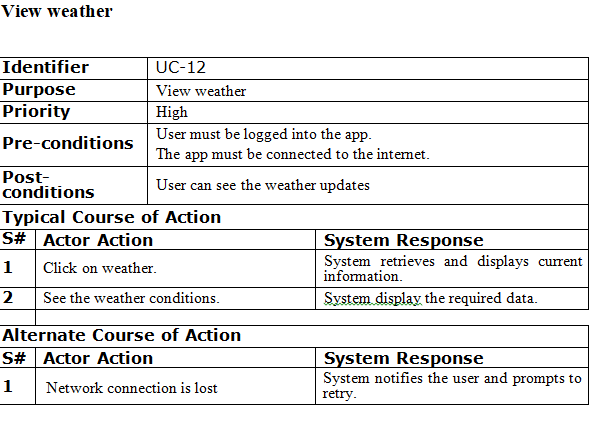 View weather
Identifier UC-12
Purpose View weather
Priority High
Pre-conditions User must be logged into the app.
The app must be connected to the internet.
Post-
conditions User can see the weather updates
Typical Course of Action
S# Actor Action System Response
1 Click on weather. System retrieves and displays current
information.
2 See the weather conditions. System display the required data.
Alternate Course of Action
S# Actor Action System Response
1 Network connection is lost System notifies the user and prompts to
retry.